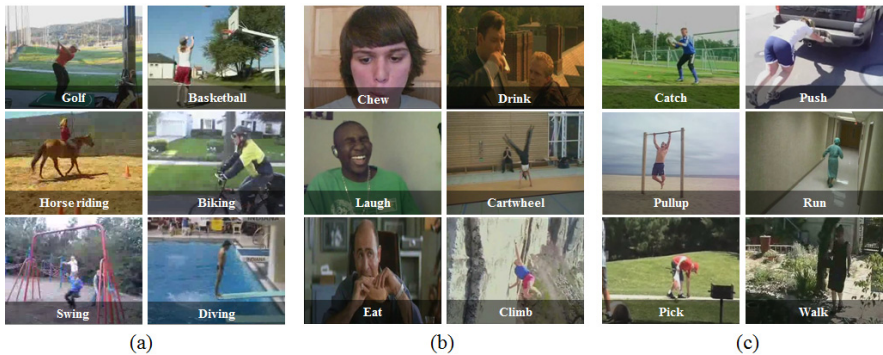 Golf
Basketball
Horse riding
Biking
Swing
Diving
(a)
Chew
Drink
Laugh
Cartwheel
Eat
Climb
(b)
Catch
Push
Pullup
Run
Pick
Walk
(c)